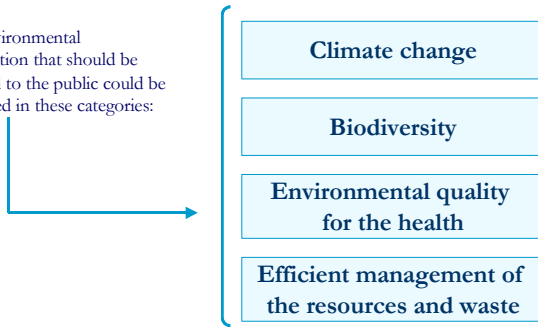 vironmental
tion that should be
to the public could be
ed in these categories:
Climate change
Biodiversity
Environmental quality
for the health
Efficient management of
the resources and waste